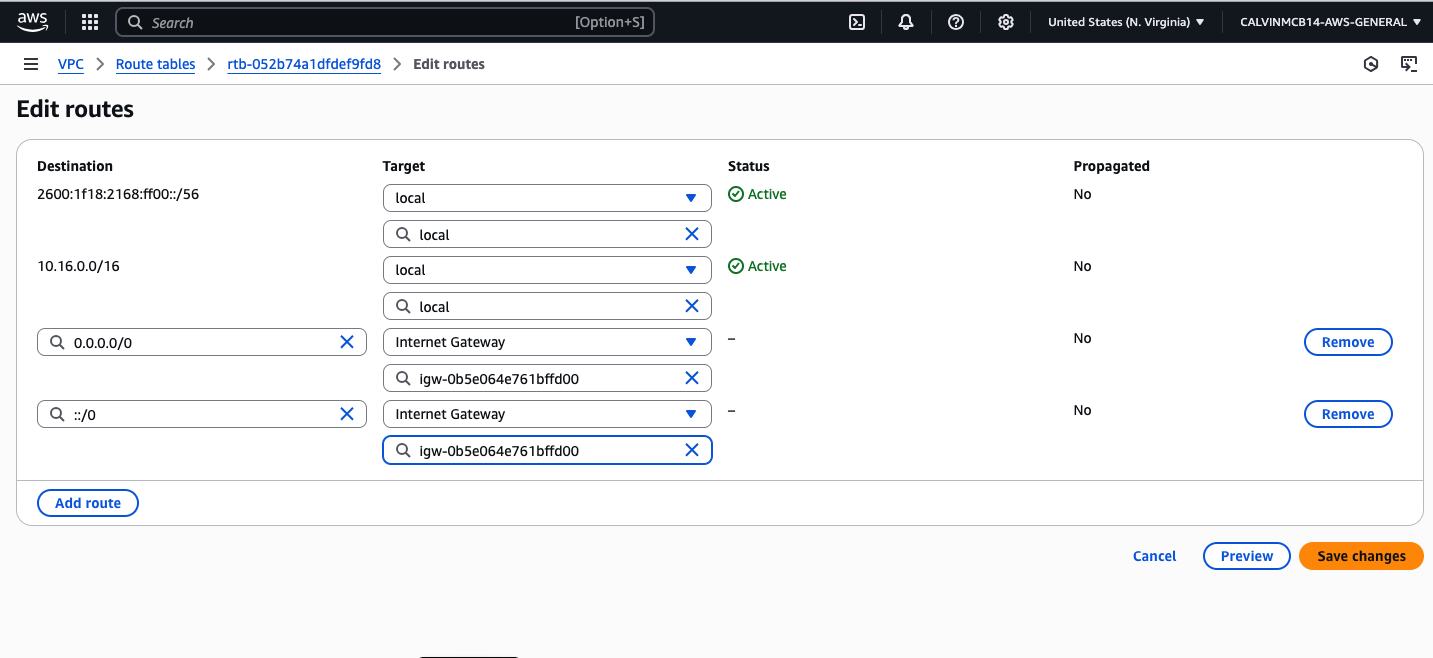 aws
Search [Option+S] United States (N. Virginia) CALVINMCB14-AWS-GENERAL
VPC Route tables rtb-052b74a1dfdef9fd8 Edit routes
Edit routes
Destination Target Status Propagated
2600:1f18:2168:ff00::/56 local Active No
local
10.16.0.0/16 local Active No
local
0.0.0.0/0 Internet Gateway – No Remove
igw-0b5e064e761bffd00
::/0 Internet Gateway – No Remove
igw-0b5e064e761bffd00
Add route
Cancel Preview Save changes